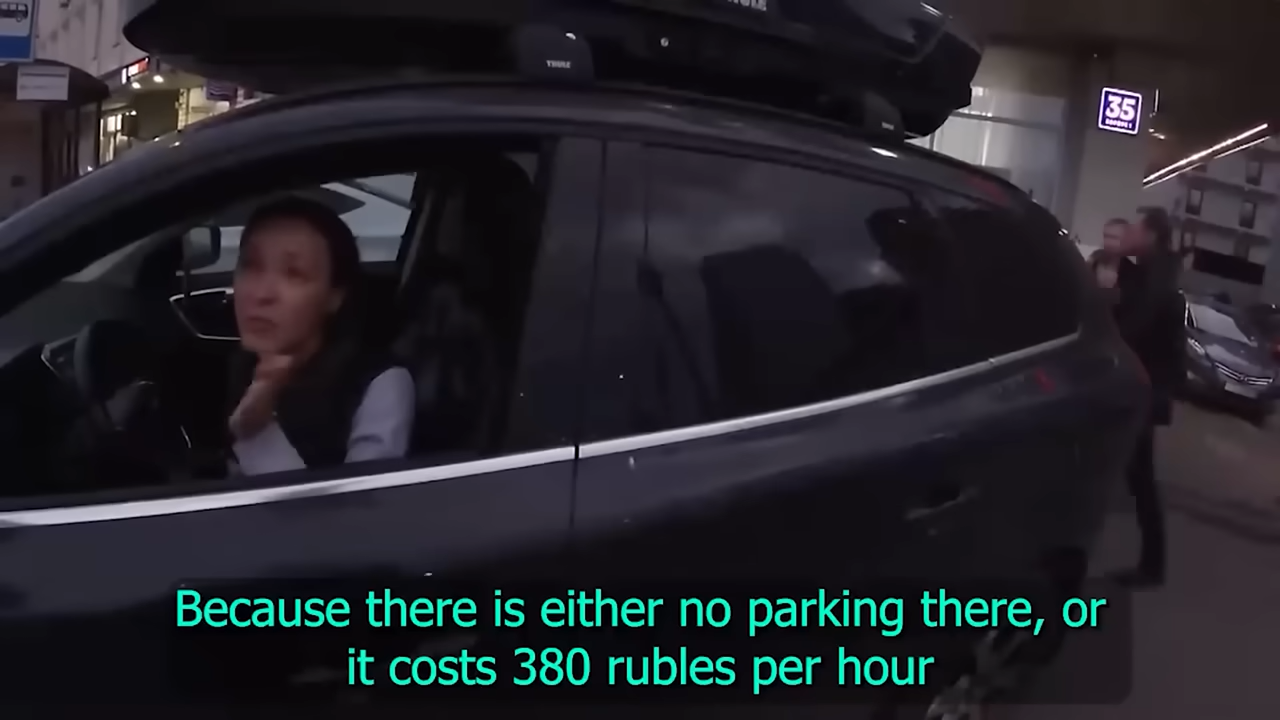 THULE
35
Because there is either no parking there, or
it costs 380 rubles per hour